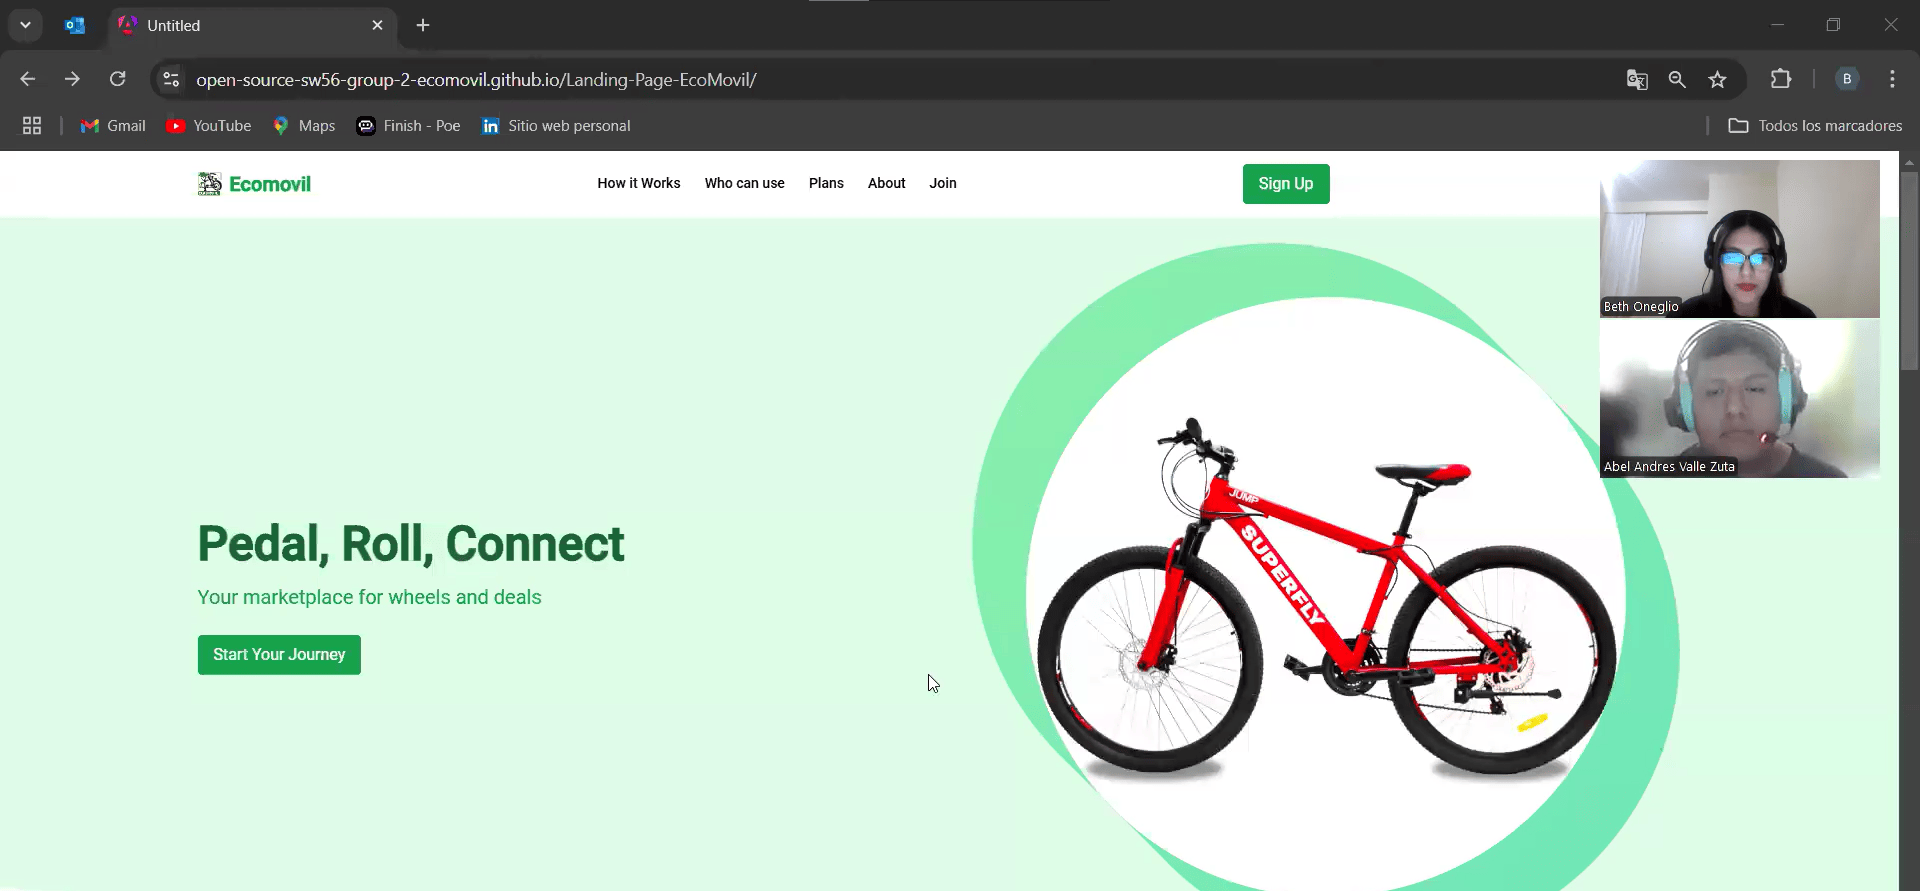 Untitled
open-source-sw56-group-2-ecomovil.github.io/Landing-Page-EcoMovil/
B
Gmail
YouTube
Maps
Finish - Poe
Sitio web personal
Todos los marcadores
Ecomovil
How it Works
Who can use
Plans
About
Join
Sign Up
Beth Oneglio
Abel Andres Valle Zuta
Pedal, Roll, Connect
Your marketplace for wheels and deals
Start Your Journey
JUMP
SUPERFLY